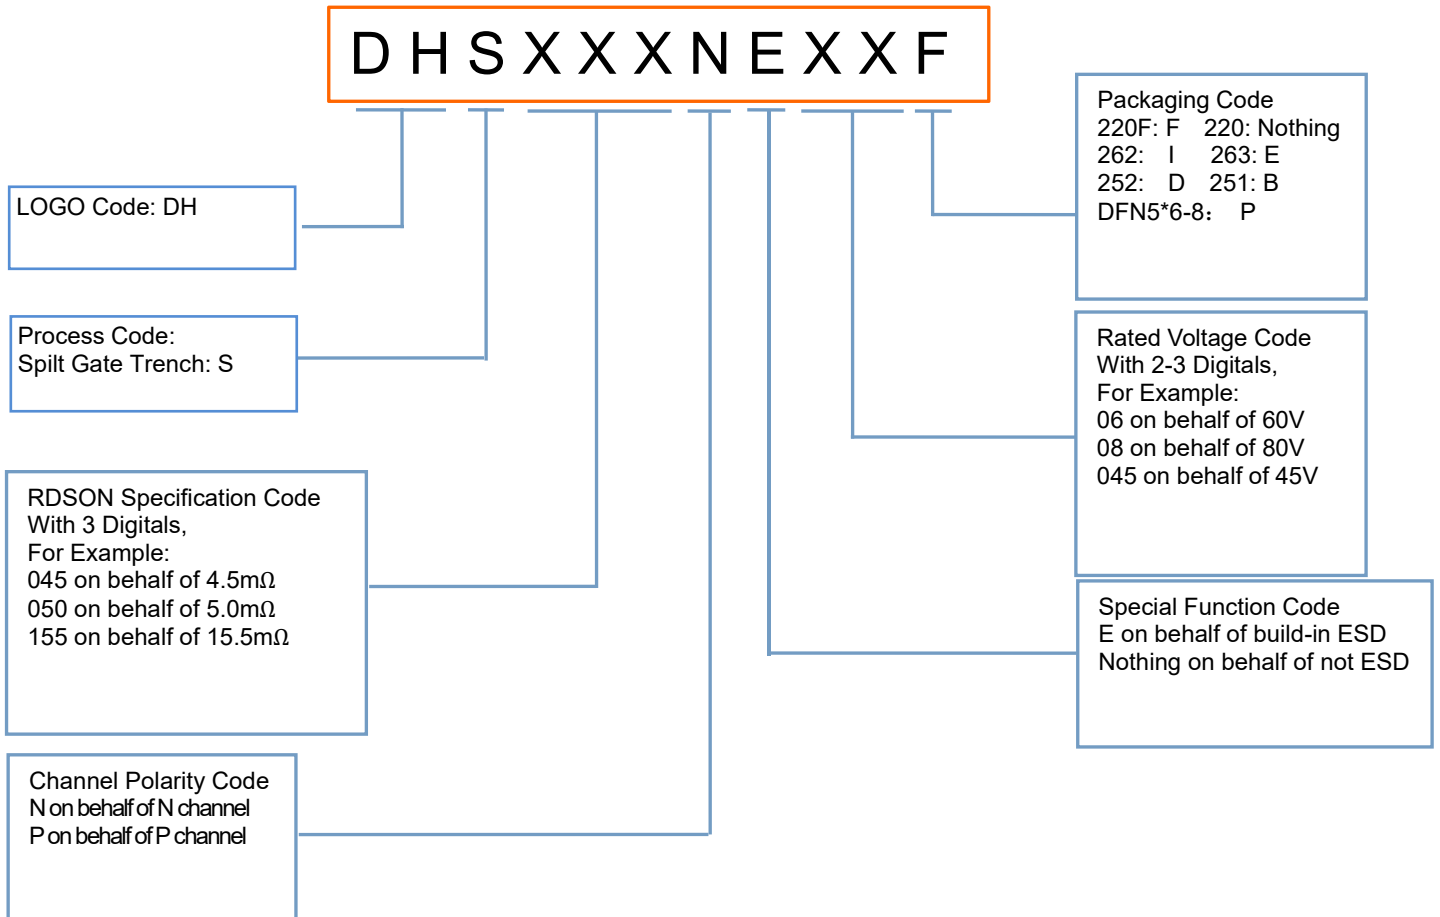 D H S X X X N E X X F
LOGO Code: DH
Process Code:
Spilt Gate Trench: S
RDSON Specification Code
With 3 Digitals,
For Example:
045 on behalf of 4.5mΩ
050 on behalf of 5.0mΩ
155 on behalf of 15.5mΩ
Channel Polarity Code
N on behalf of N channel
P on behalf of P channel
Packaging Code
220F: F 220: Nothing
262: I 263: E
252: D 251: B
DFN5*6-8： P
Rated Voltage Code
With 2-3 Digitals,
For Example:
06 on behalf of 60V
08 on behalf of 80V
045 on behalf of 45V
Special Function Code
E on behalf of build-in ESD
Nothing on behalf of not ESD